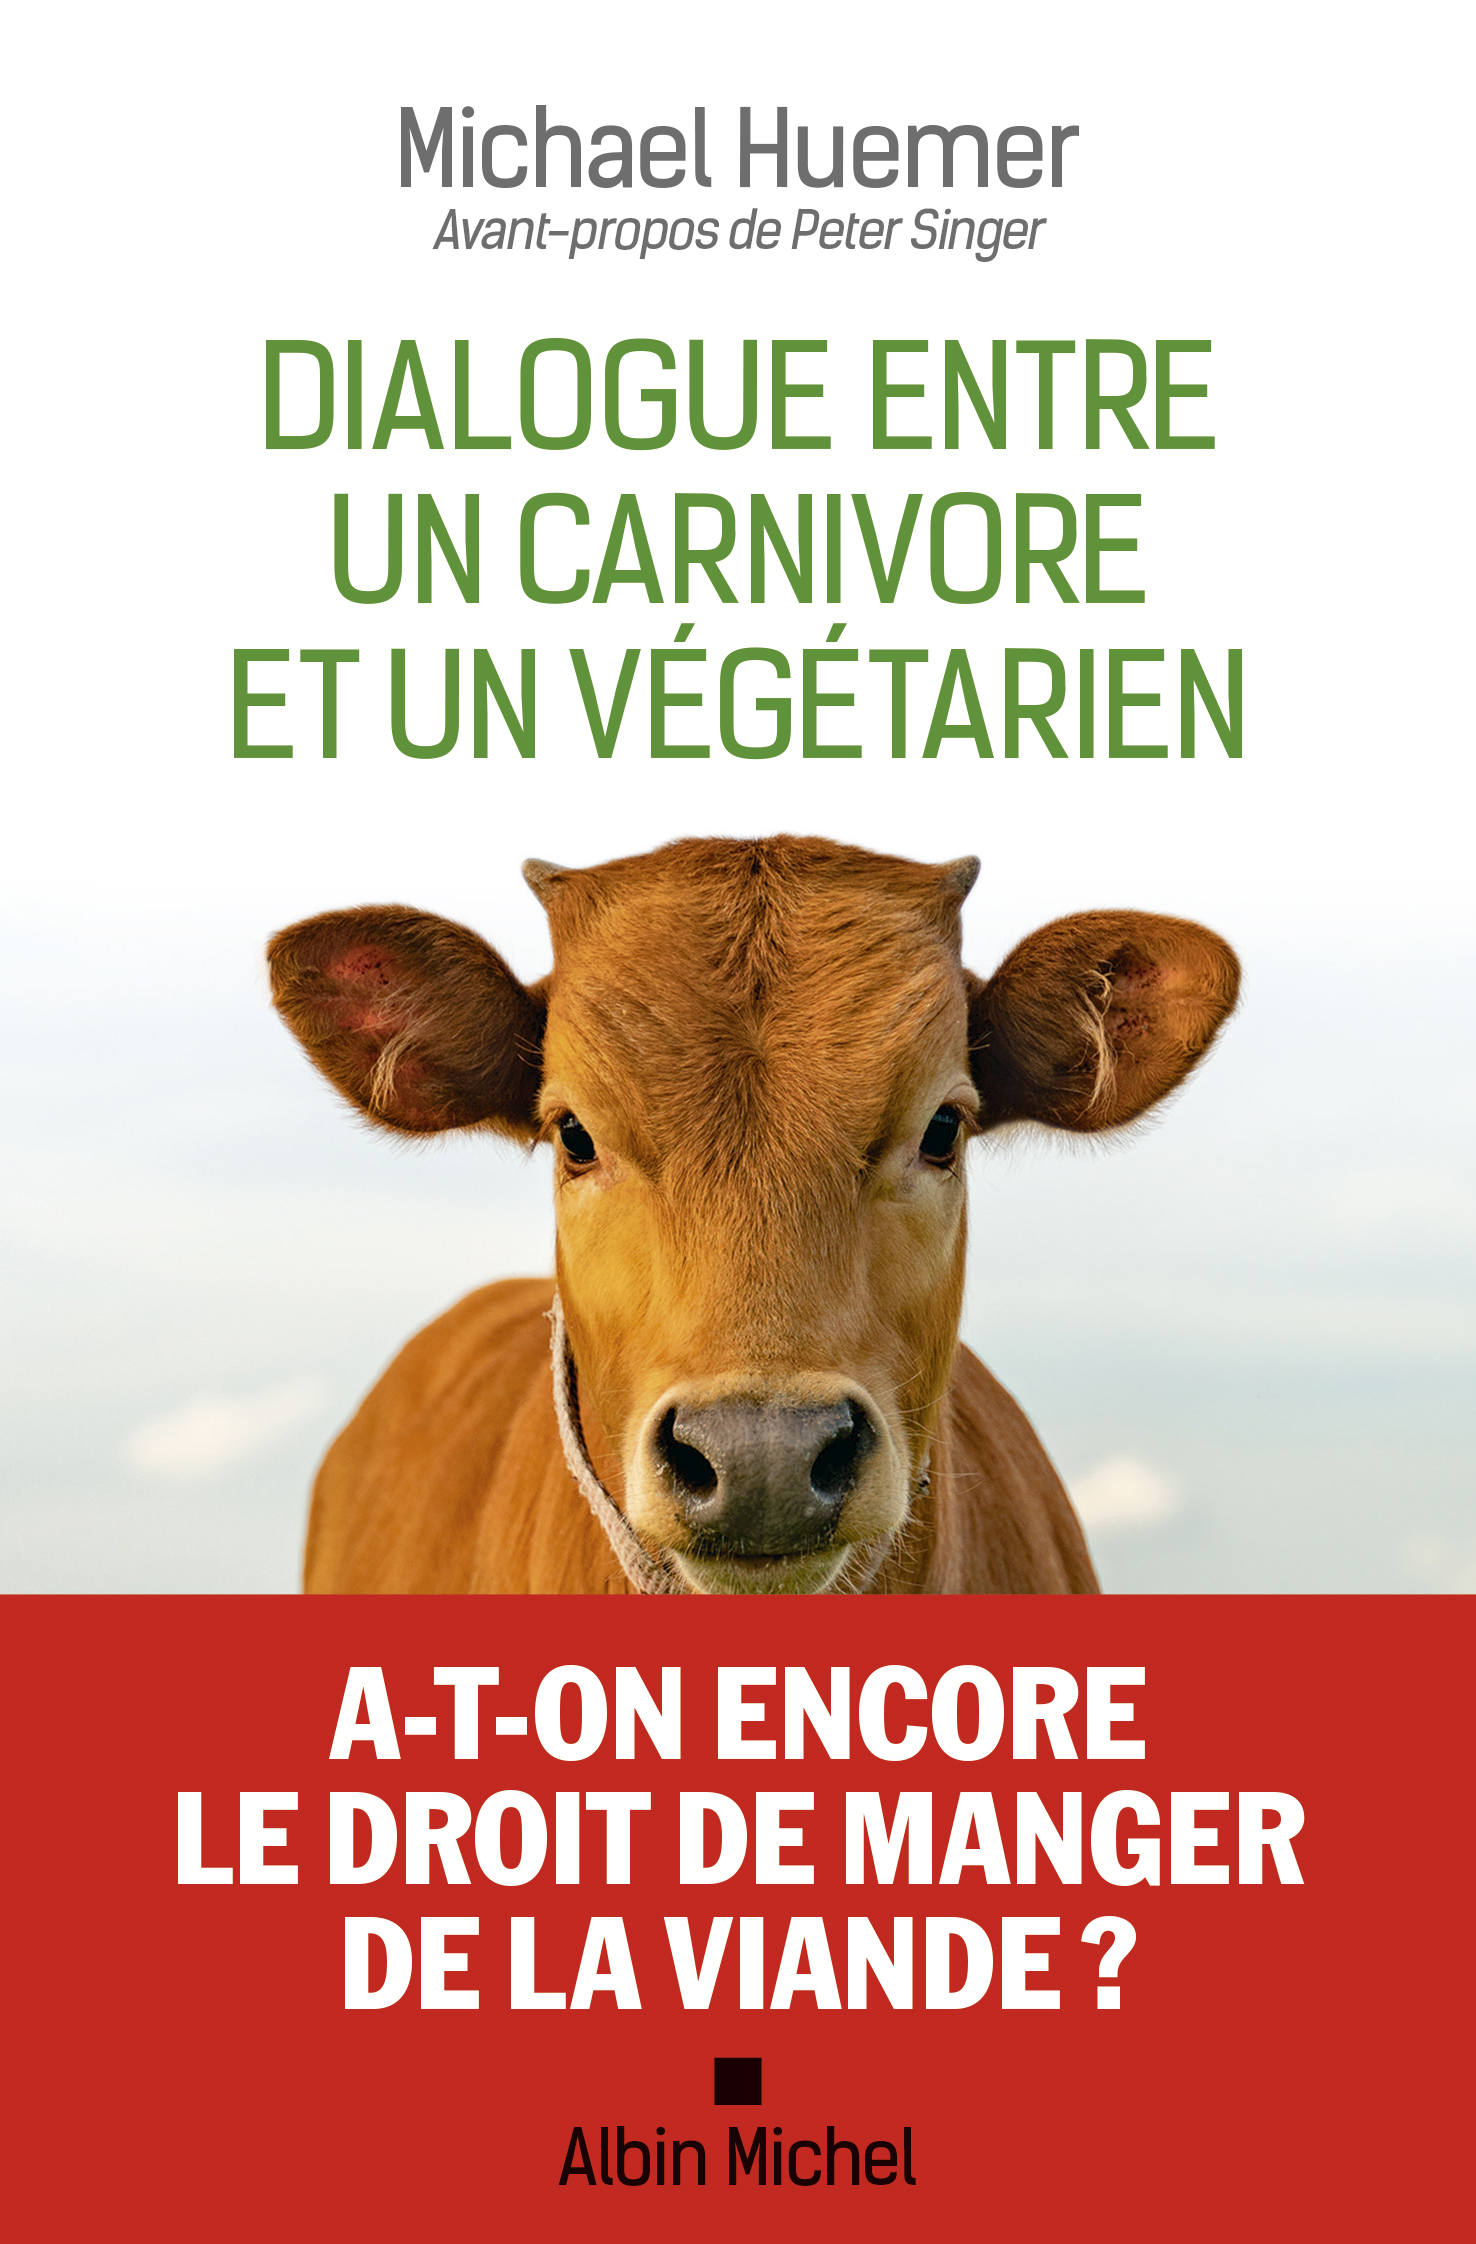 Michael Huemer
Avant-propos de Peter Singer
DIALOGUE ENTRE
UN CARNIVORE
ET UN VÉGÉTARIEN
A-T-ON ENCORE
LE DROIT DE MANGER
DE LA VIANDE ?
Albin Michel